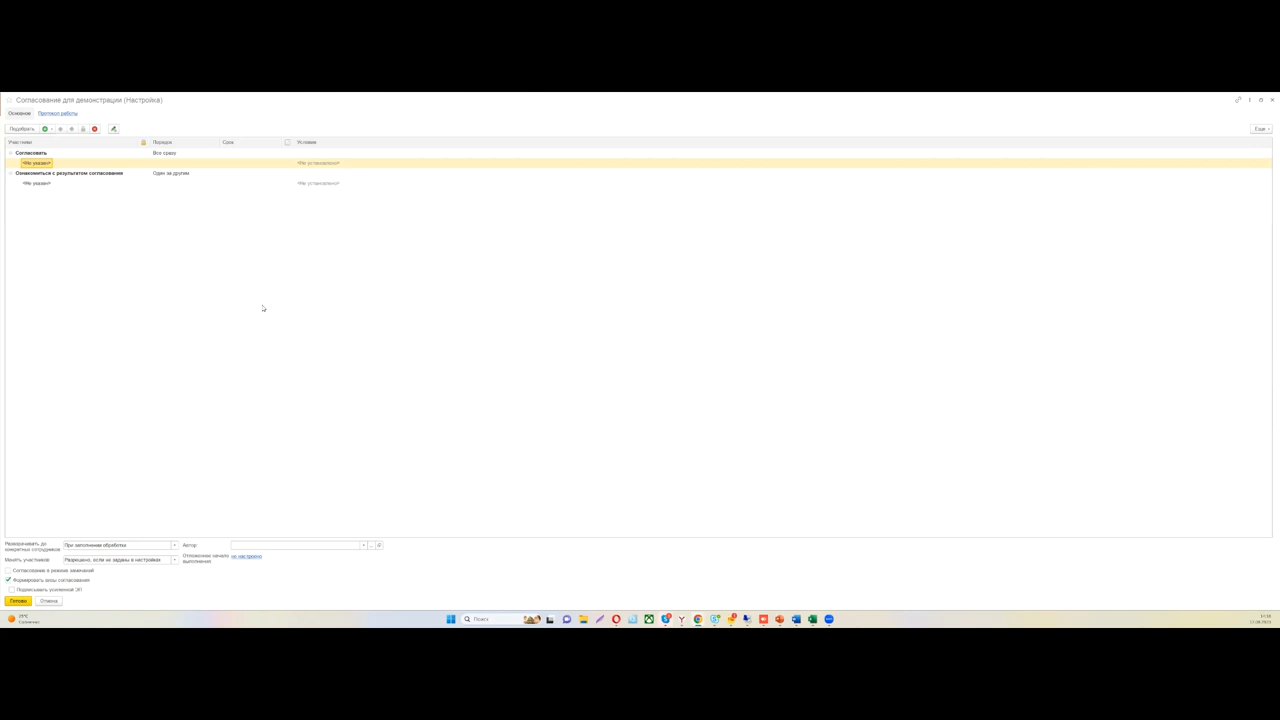 Согласование для демонстрации (Настройка)
Основное Протокол работы
Подобрать Еще
Участники Порядок Срок Условие
Согласовать Все сразу
<Не указан> <Не установлено>
Ознакомиться с результатом согласования Один за другим
<Не указан> <Не установлено>
Разворачивать до конкретных сотрудников При заполнении обработки Автор:
Менять участников: Разрешено, если не заданы в настройках Отложенное начало выполнения: не настроено
Согласование в режиме замечаний
Формировать визы согласования
Подписывать усиленной ЭП
Готово Отмена
Поиск